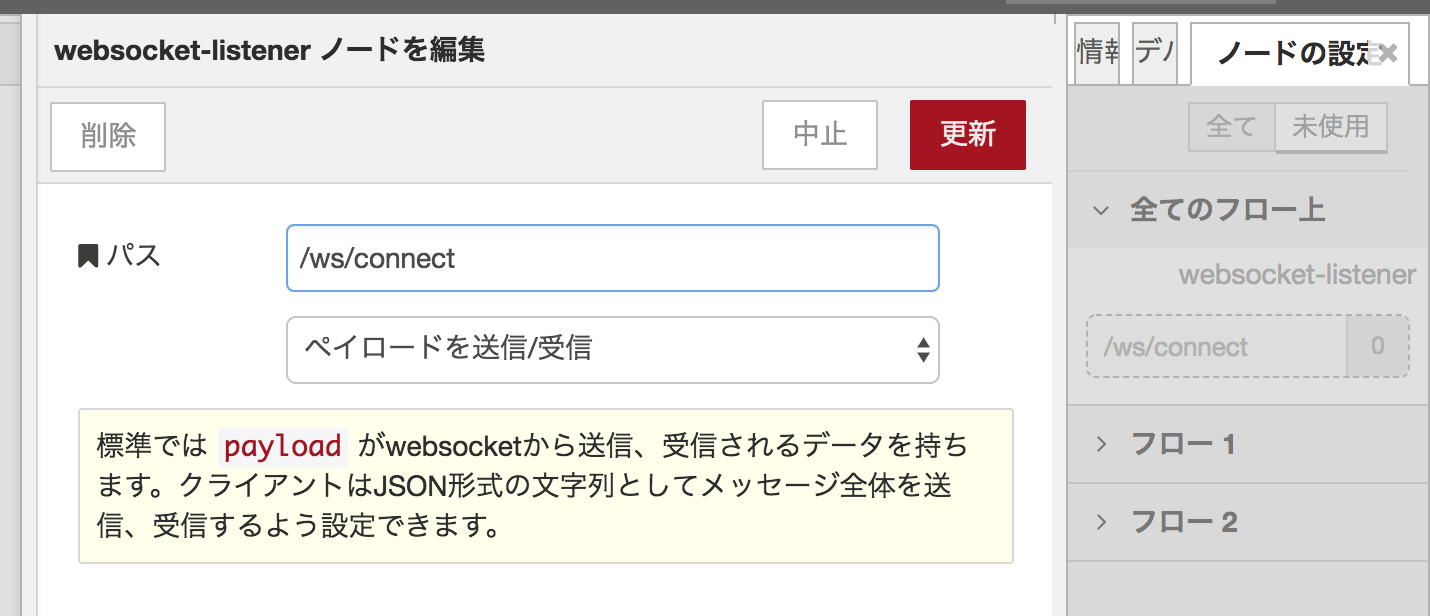 websocket-listener ノードを編集
削除
中止
更新
パス
/ws/connect
ペイロードを送信/受信
標準では payload がwebsocketから送信、受信されるデータを持ち
ます。クライアントはJSON形式の文字列としてメッセージ全体を送
信、受信するよう設定できます。
情報
デバ
ノードの設定
全て
未使用
全てのフロー上
websocket-listener
/ws/connect
0
フロー 1
フロー 2